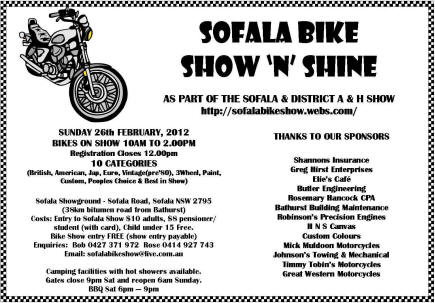 SOFALA BIKE
SHOW 'N' SHINE
AS PART OF THE SOFALA & DISTRICT A & H SHOW
http://sofalabikeshow.webs.com/
SUNDAY 26th FEBRUARY, 2012
BIKES ON SHOW 10AM TO 2.00PM
Registration Closes 12.00pm
10 CATEGORIES
(British, American, Jap, Euro, Vintage(pre'80), 3Wheel, Paint,
Custom, Peoples Choice & Best in Show)
Sofala Showground - Sofala Road, Sofala NSW 2795
(38km bitumen road from Bathurst)
Costs: Entry to Sofala Show $10 adults, $8 pensioner/
student (with card), Child under 15 Free.
Bike Show entry FREE (show entry payable)
Enquiries: Bob 0427 371 972 Rose 0414 927 743
Email: sofalabikeshow@live.com.au
Camping facilities with hot showers available.
Gates close 9pm Sat and reopen 6am Sunday.
BBQ Sat 6pm — 9pm
THANKS TO OUR SPONSORS
Shannons Insurance
Greg Hirst Enterprises
Elie's Café
Butler Engineering
Rosemary Hancock CPA
Bathurst Building Maintenance
Robinson's Precision Engines
H N S Canvas
Custom Colours
Mick Muldoon Motorcycles
Johnson's Towing & Mechanical
Timmy Tobin's Motorcycles
Great Western Motorcycles